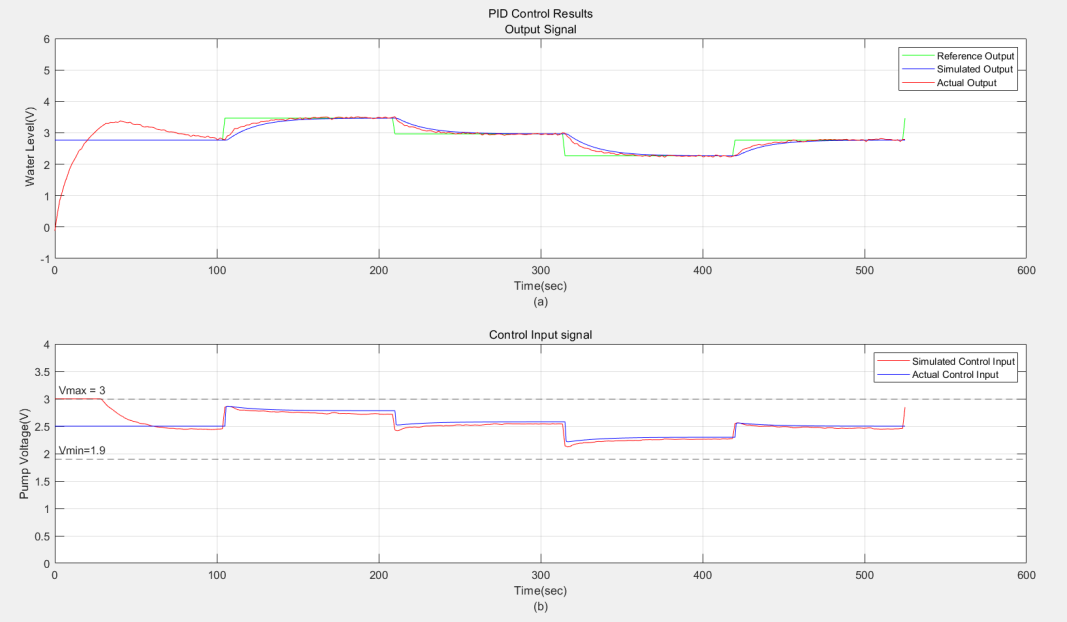 PID Control Results
Output Signal
6
5
4
3
2
1
0
-1
Water Level(V)
Reference Output
Simulated Output
Actual Output
0 100 200 300 400 500 600
Time(sec)
(a)
Control Input signal
4
3.5
3
2.5
2
1.5
1
0.5
0
Pump Voltage(V)
Simulated Control Input
Actual Control Input
Vmax = 3
Vmin=1.9
0 100 200 300 400 500 600
Time(sec)
(b)